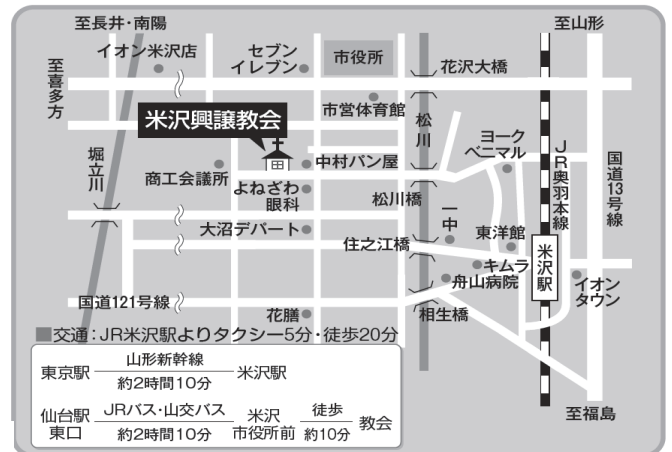 至長井・南陽
至山形
イオン米沢店
セブン
イレブン
市役所
花沢大橋
至喜多方
市営体育館
米沢興譲教会
松川
ヨーク
ベニマル
JR奥羽本線
国道13号線
堀立川
商工会議所
中村パン屋
よねざわ
眼科
松川橋
一中
大沼デパート
住之江橋
東洋館
米沢駅
キムラ
舟山病院
イオン
タウン
国道121号線
花膳
相生橋
■交通:JR米沢駅よりタクシー5分・徒歩20分
東京駅 山形新幹線 約2時間10分 米沢駅
仙台駅東口 JRバス・山交バス 約2時間10分 米沢市役所前 徒歩 約10分 教会
至福島